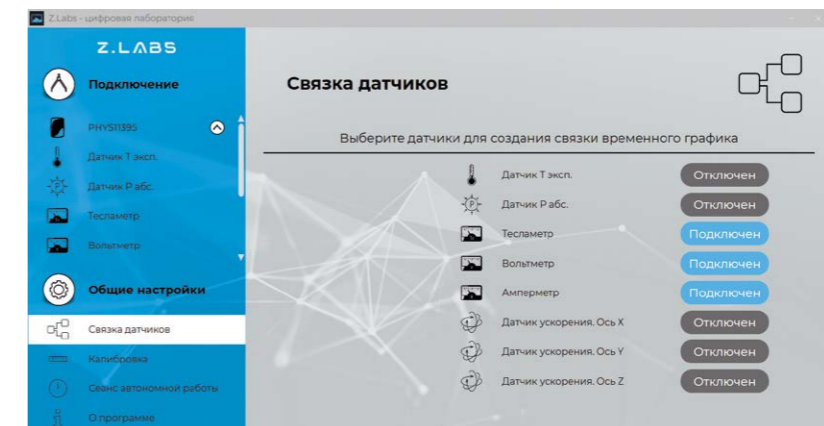 Z.Labs - цифровая лаборатория
Z.LABS
Подключение
PHYS11395
Датчик Т эксп.
Датчик Р абс.
Тесламетр
Вольтметр
Общие настройки
Связка датчиков
Калибровка
Сеанс автономной работы
О программе
Связка датчиков
Выберите датчики для создания связки временного графика
Датчик Т эксп. Отключен
Датчик Р абс. Отключен
Тесламетр Подключен
Вольтметр Подключен
Амперметр Подключен
Датчик ускорения. Ось X Отключен
Датчик ускорения. Ось Y Отключен
Датчик ускорения. Ось Z Отключен